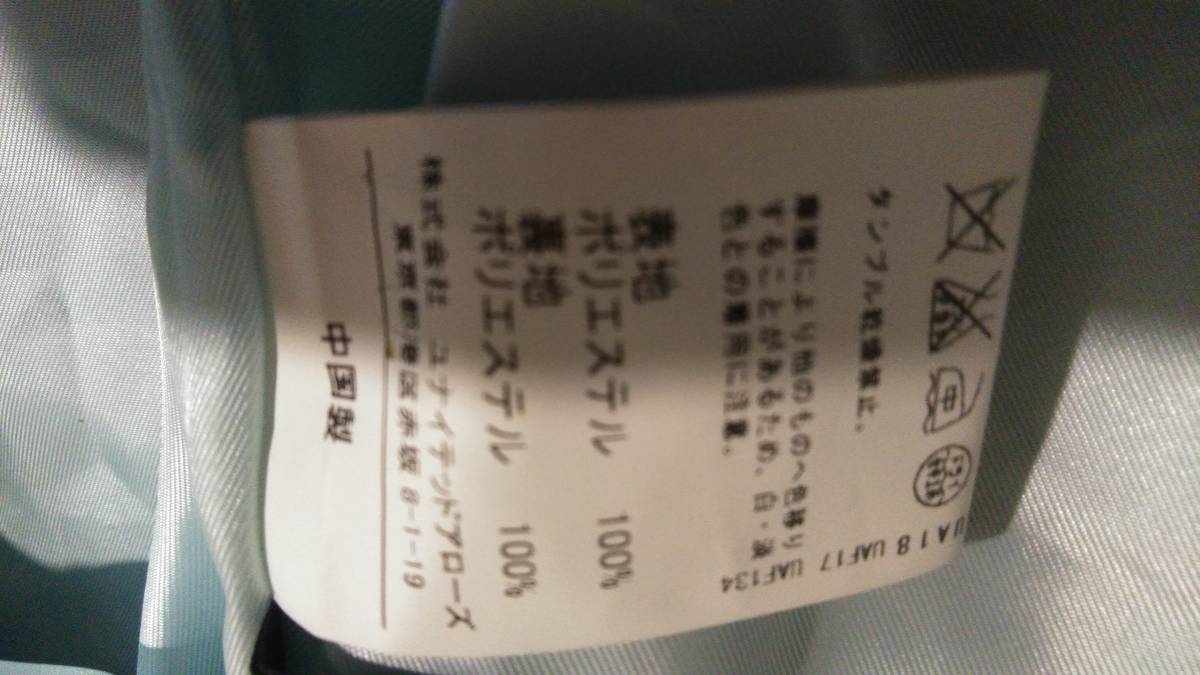 中
ドライ
UA18 UAF17 UAF134
タンブル乾燥禁止。
摩擦により他のものへ色移り
することがあるため、白・淡
色との着用に注意。
表地
ポリエステル 100%
裏地
ポリエステル 100%
株式会社 ユナイテッドアローズ
東京都港区赤坂 8-1-19
中国製